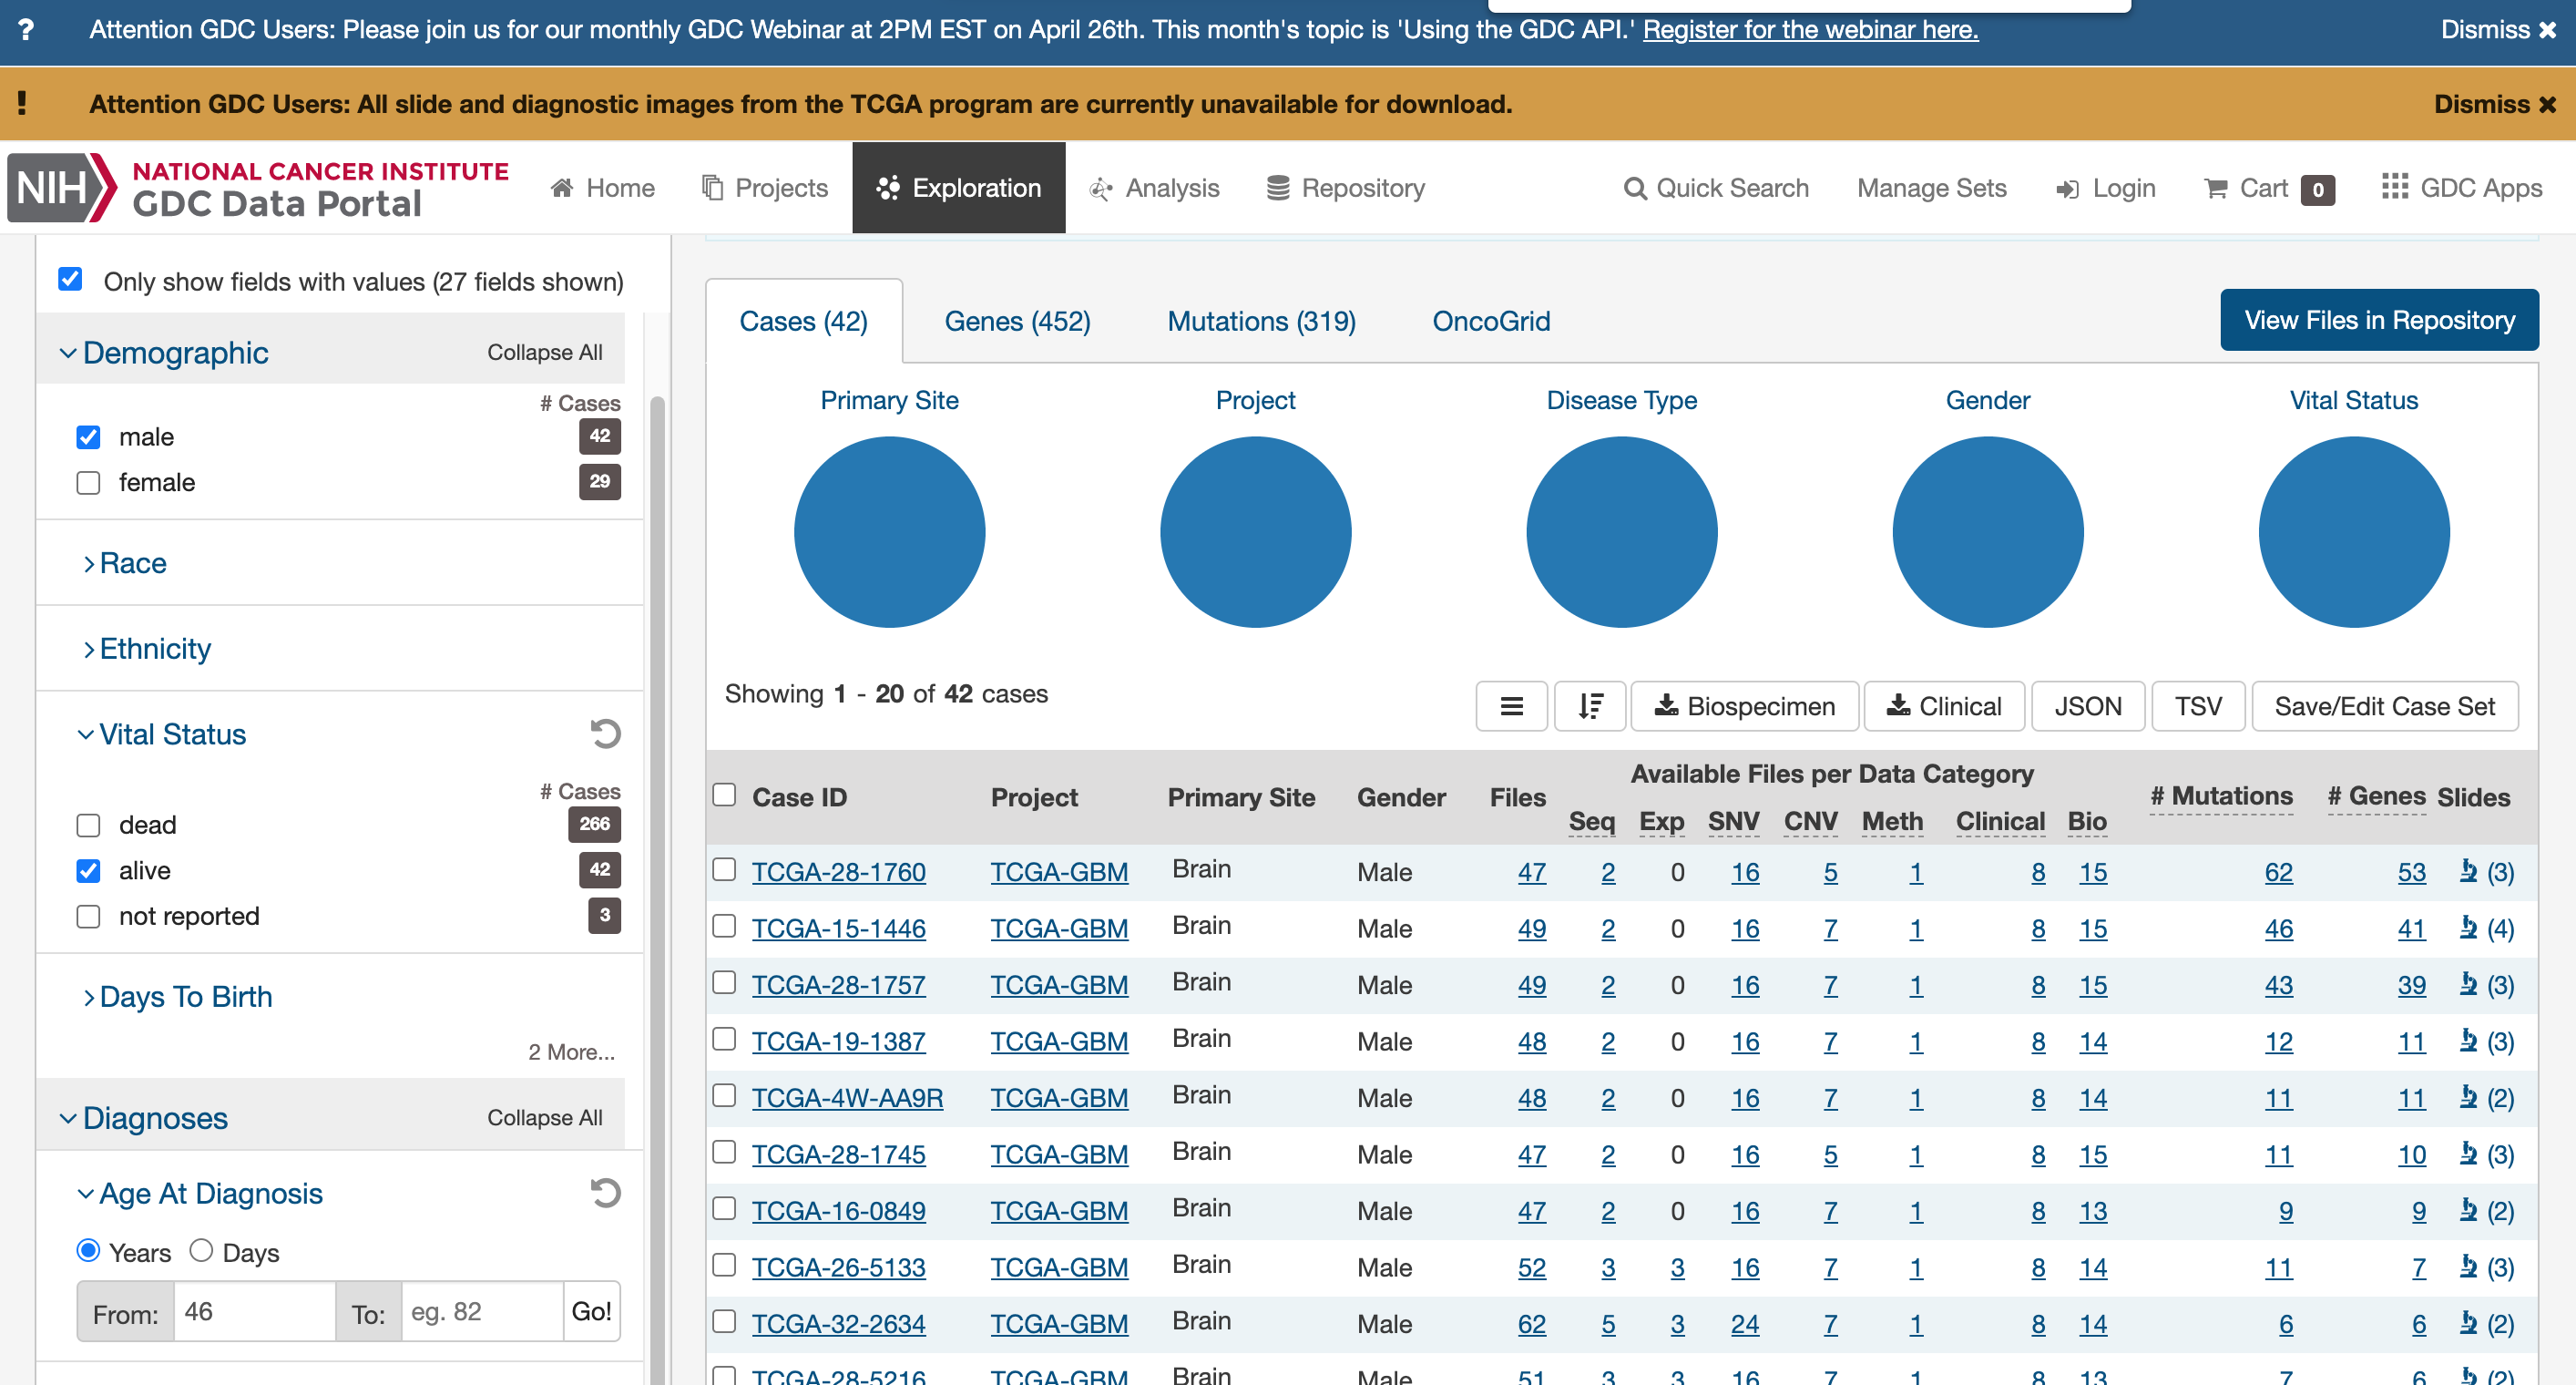 Attention GDC Users: Please join us for our monthly GDC Webinar at 2PM EST on April 26th. This month's topic is 'Using the GDC API.' Register for the webinar here. Dismiss
Attention GDC Users: All slide and diagnostic images from the TCGA program are currently unavailable for download. Dismiss
NIH NATIONAL CANCER INSTITUTE
GDC Data Portal
Home Projects Exploration Analysis Repository Quick Search Manage Sets Login Cart 0 GDC Apps
Only show fields with values (27 fields shown)
Demographic Collapse All
# Cases
male 42
female 29
Race
Ethnicity
Vital Status
# Cases
dead 266
alive 42
not reported 3
Days To Birth
2 More...
Diagnoses Collapse All
Age At Diagnosis
Years Days
From: 46 To: eg. 82 Go!
Cases (42) Genes (452) Mutations (319) OncoGrid View Files in Repository
Primary Site Project Disease Type Gender Vital Status
Showing 1 - 20 of 42 cases Biospecimen Clinical JSON TSV Save/Edit Case Set
Available Files per Data Category
Case ID Project Primary Site Gender Files Seq Exp SNV CNV Meth Clinical Bio # Mutations # Genes Slides
TCGA-28-1760 TCGA-GBM Brain Male 47 2 0 16 5 1 8 15 62 53 (3)
TCGA-15-1446 TCGA-GBM Brain Male 49 2 0 16 7 1 8 15 46 41 (4)
TCGA-28-1757 TCGA-GBM Brain Male 49 2 0 16 7 1 8 15 43 39 (3)
TCGA-19-1387 TCGA-GBM Brain Male 48 2 0 16 7 1 8 14 12 11 (3)
TCGA-4W-AA9R TCGA-GBM Brain Male 48 2 0 16 7 1 8 14 11 11 (2)
TCGA-28-1745 TCGA-GBM Brain Male 47 2 0 16 5 1 8 15 11 10 (3)
TCGA-16-0849 TCGA-GBM Brain Male 47 2 0 16 7 1 8 13 9 9 (2)
TCGA-26-5133 TCGA-GBM Brain Male 52 3 3 16 7 1 8 14 11 7 (3)
TCGA-32-2634 TCGA-GBM Brain Male 62 5 3 24 7 1 8 14 6 6 (2)
TCGA-28-5216 TCGA-GBM Brain Male 51 3 3 16 7 1 8 13 7 6 (2)